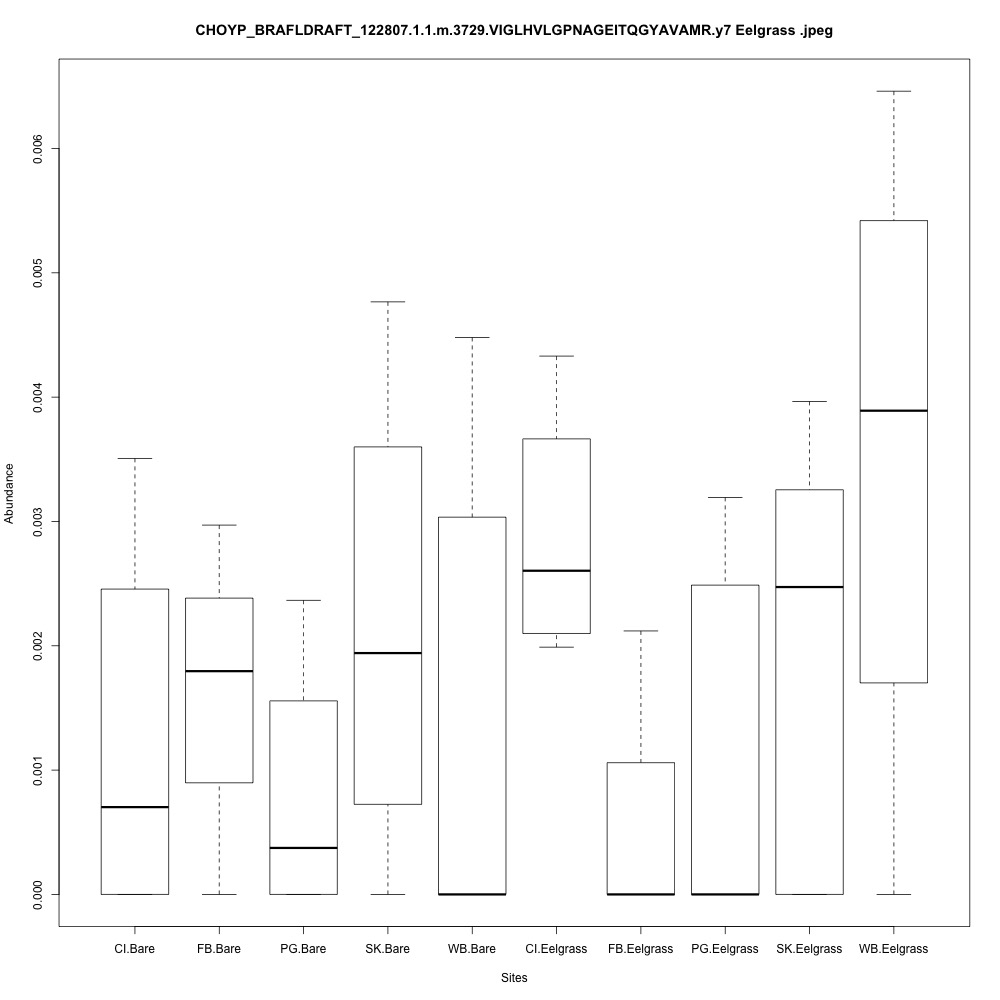 CHOYP_BRAFLDRAFT_122807.1.1.m.3729.VIGLHVLGPNAGEITQGYAVAMR.y7 Eelgrass .jpeg
Abundance
0.006
0.005
0.004
0.003
0.002
0.001
0.000
CI.Bare FB.Bare PG.Bare SK.Bare WB.Bare CI.Eelgrass FB.Eelgrass PG.Eelgrass SK.Eelgrass WB.Eelgrass
Sites